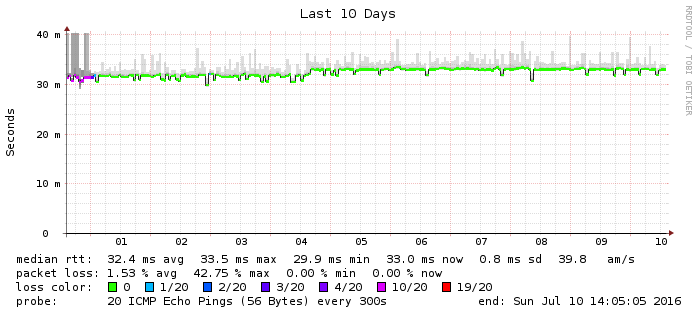 Last 10 Days
RRDTOOL / TOBI OETIKER
Seconds
40 m
30 m
20 m
10 m
0
01 02 03 04 05 06 07 08 09 10
median rtt: 32.4 ms avg 33.5 ms max 29.9 ms min 33.0 ms now 0.8 ms sd 39.8 am/s
packet loss: 1.53 % avg 42.75 % max 0.00 % min 0.00 % now
loss color: 0 1/20 2/20 3/20 4/20 10/20 19/20
probe: 20 ICMP Echo Pings (56 Bytes) every 300s end: Sun Jul 10 14:05:05 2016